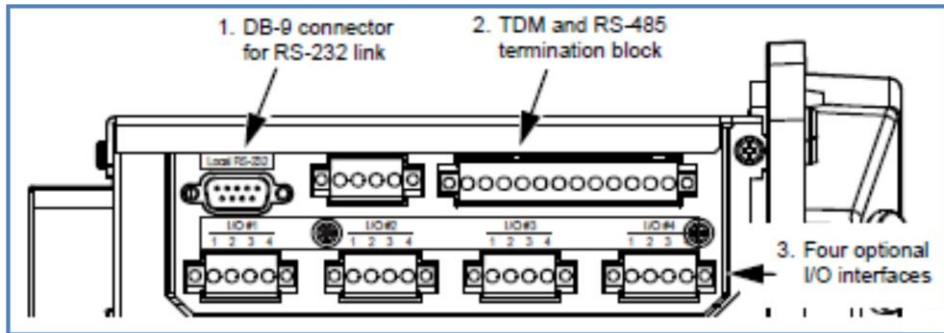 1. DB-9 connector
for RS-232 link
2. TDM and RS-485
termination block
Local RS-232
I/O#1
I/O#2
I/O#3
I/O#4
1 2 3 4
1 2 3 4
1 2 3 4
1 2 3
3. Four optional
I/O interfaces